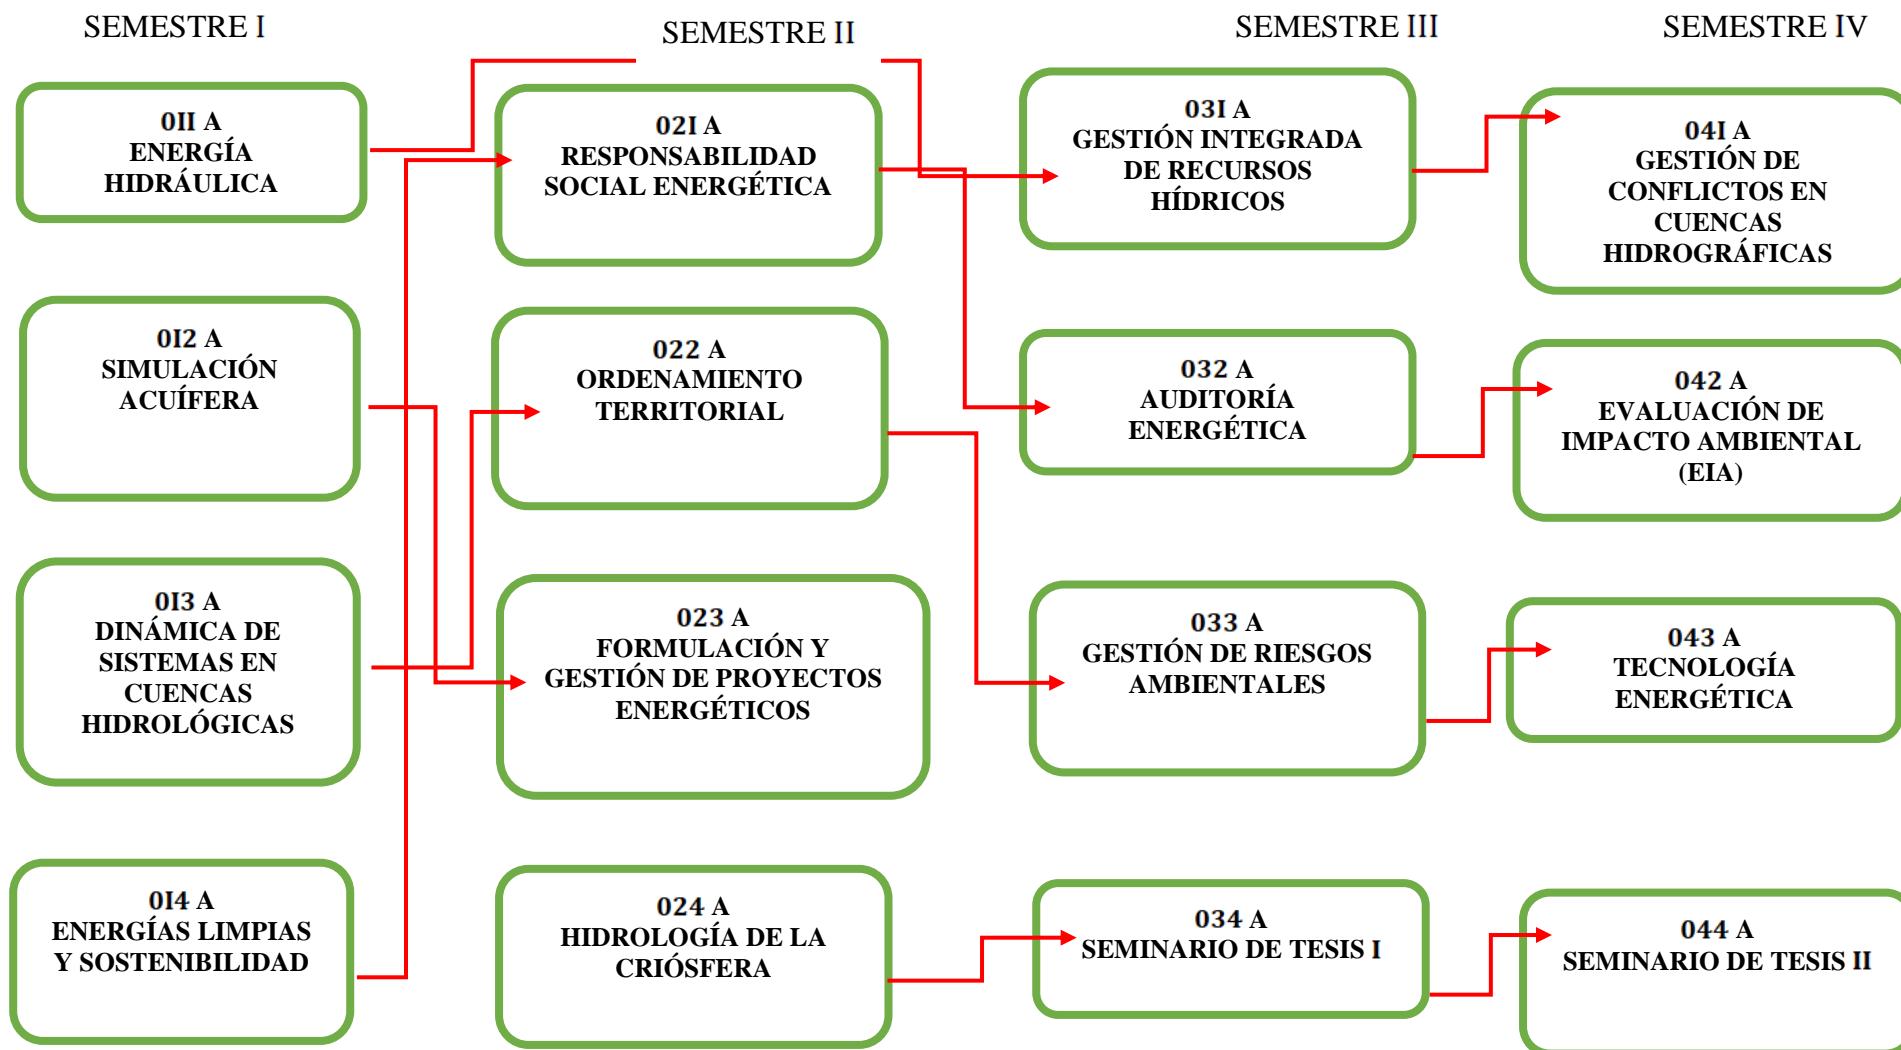 SEMESTRE I
SEMESTRE II
SEMESTRE III
SEMESTRE IV
0II A
ENERGÍA
HIDRÁULICA
02I A
RESPONSABILIDAD
SOCIAL ENERGÉTICA
03I A
GESTIÓN INTEGRADA
DE RECURSOS
HÍDRICOS
04I A
GESTIÓN DE
CONFLICTOS EN
CUENCAS
HIDROGRÁFICAS
0I2 A
SIMULACIÓN
ACUÍFERA
022 A
ORDENAMIENTO
TERRITORIAL
032 A
AUDITORÍA
ENERGÉTICA
042 A
EVALUACIÓN DE
IMPACTO AMBIENTAL
(EIA)
0I3 A
DINÁMICA DE
SISTEMAS EN
CUENCAS
HIDROLÓGICAS
023 A
FORMULACIÓN Y
GESTIÓN DE PROYECTOS
ENERGÉTICOS
033 A
GESTIÓN DE RIESGOS
AMBIENTALES
043 A
TECNOLOGÍA
ENERGÉTICA
0I4 A
ENERGÍAS LIMPIAS
Y SOSTENIBILIDAD
024 A
HIDROLOGÍA DE LA
CRIÓSFERA
034 A
SEMINARIO DE TESIS I
044 A
SEMINARIO DE TESIS II